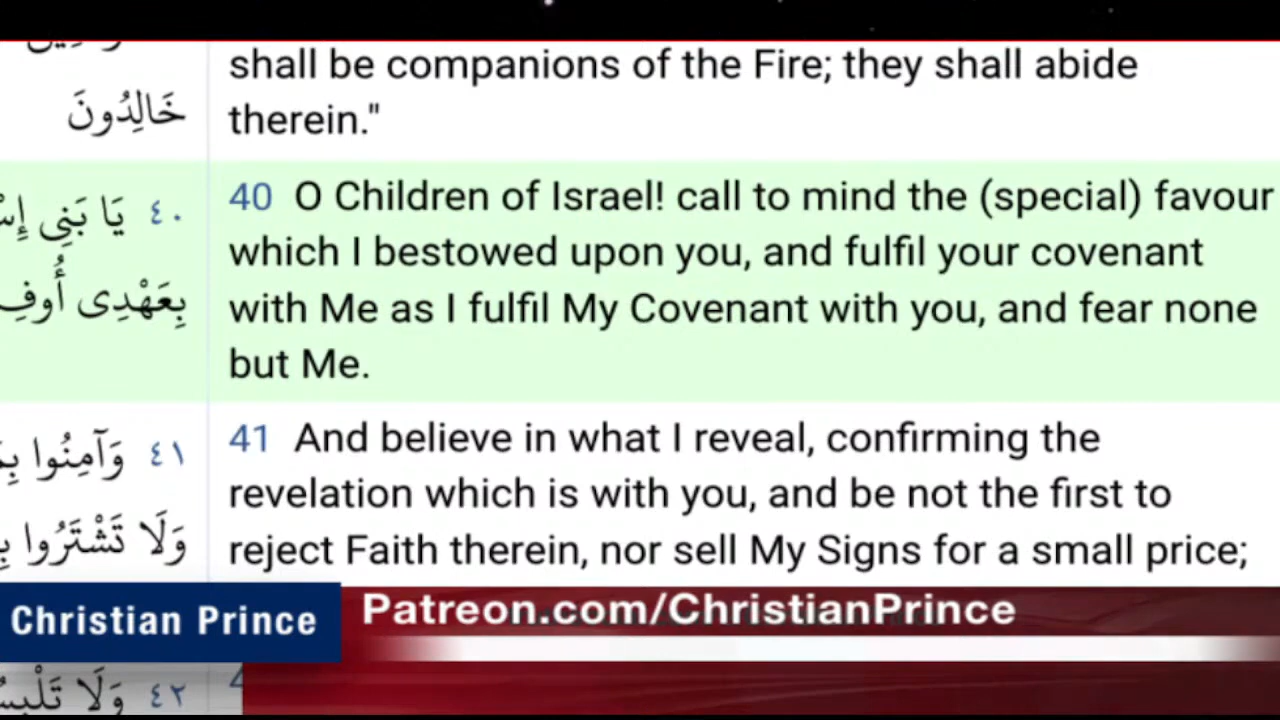 shall be companions of the Fire; they shall abide
خَالِدُونَ
therein."
٤٠ يَا بَنِي
40 O Children of Israel! call to mind the (special) favour
which I bestowed upon you, and fulfil your covenant
بِعَهْدِي أُوفِ
with Me as I fulfil My Covenant with you, and fear none
but Me.
٤١ وَآمِنُوا
41 And believe in what I reveal, confirming the
revelation which is with you, and be not the first to
وَلَا تَشْتَرُوا
reject Faith therein, nor sell My Signs for a small price;
Christian Prince
Patreon.com/ChristianPrince
٤٢ وَلَا